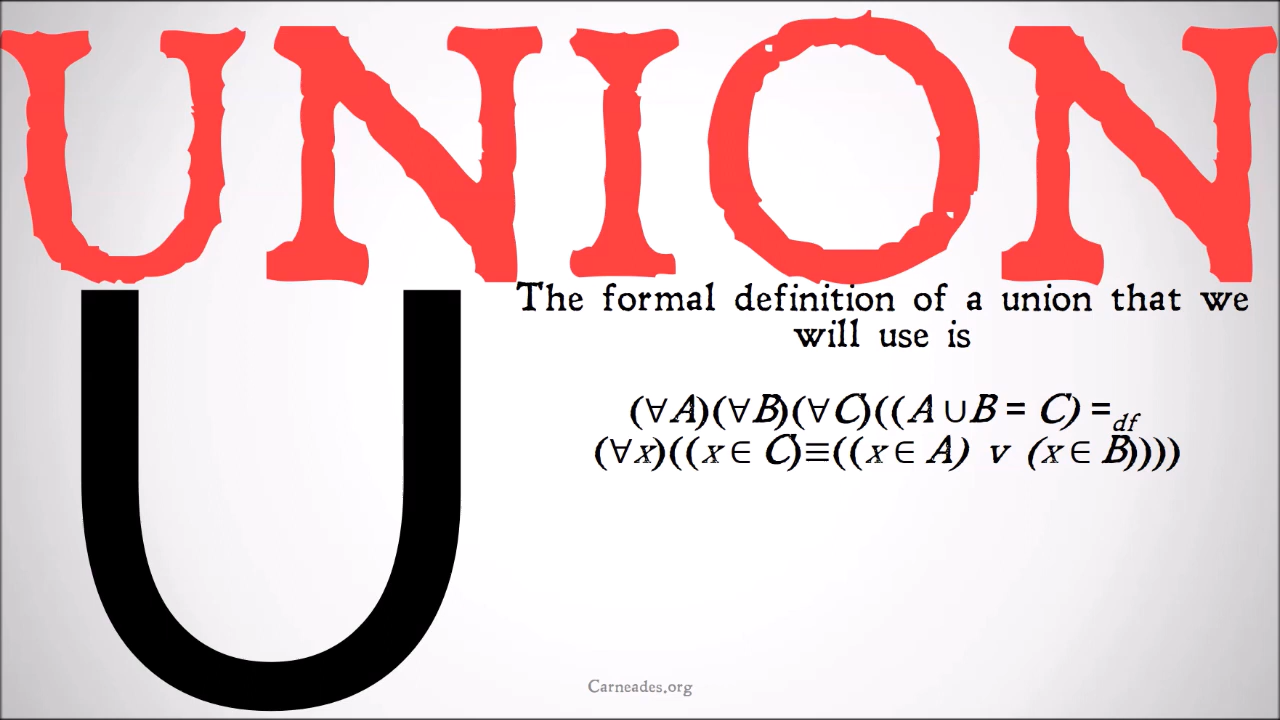 UNION
∪
The formal definition of a union that we
will use is
(∀A)(∀B)(∀C)((A∪B = C) =df
(∀x)((x∈ C)≡((x∈ A) v (x∈ B))))
Carneades.org